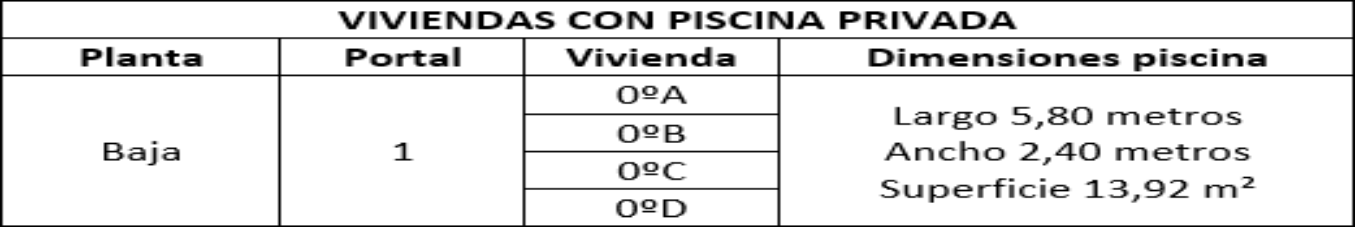 VIVIENDAS CON PISCINA PRIVADA
Planta Portal Vivienda Dimensiones piscina
Baja
1
0ºA
0ºB
0ºC
0ºD
Largo 5,80 metros
Ancho 2,40 metros
Superficie 13,92 m²